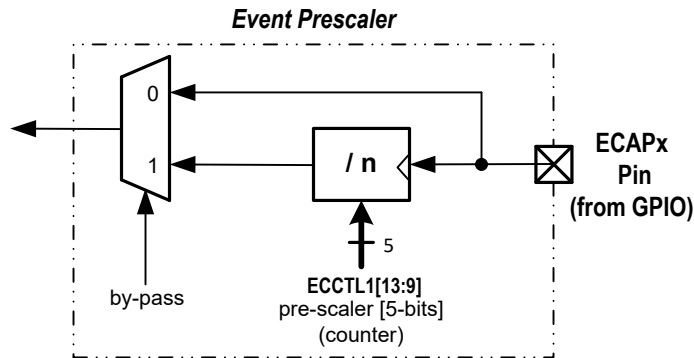 Event Prescaler
0
1
/ n
ECAPx
Pin
(from GPIO)
5
by-pass
ECCTL1[13:9]
pre-scaler [5-bits]
(counter)